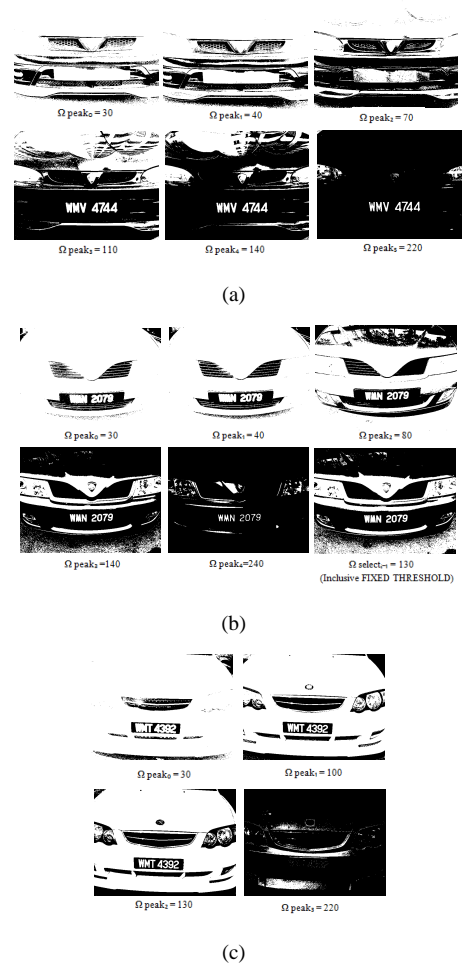 Ω peak₀ = 30
Ω peak₁ = 40
Ω peak₂ = 70
WMV 4744
WMV 4744
WMV 4744
Ω peak₃ = 110
Ω peak₄ = 140
Ω peak₅ = 220
(a)
WMN 2079
WMN 2079
WMN 2079
Ω peak₀ = 30
Ω peak₁ = 40
Ω peak₂ = 80
WMN 2079
WMN 2079
WMN 2079
Ω peak₃ =140
Ω peak₄=240
Ω selectᵢ₌₁ = 130
(Inclusive FIXED THRESHOLD)
(b)
WMT 4392
WMT 4392
Ω peak₀ = 30
Ω peak₁ = 100
WMT 4392
Ω peak₂ = 130
Ω peak₃ = 220
(c)